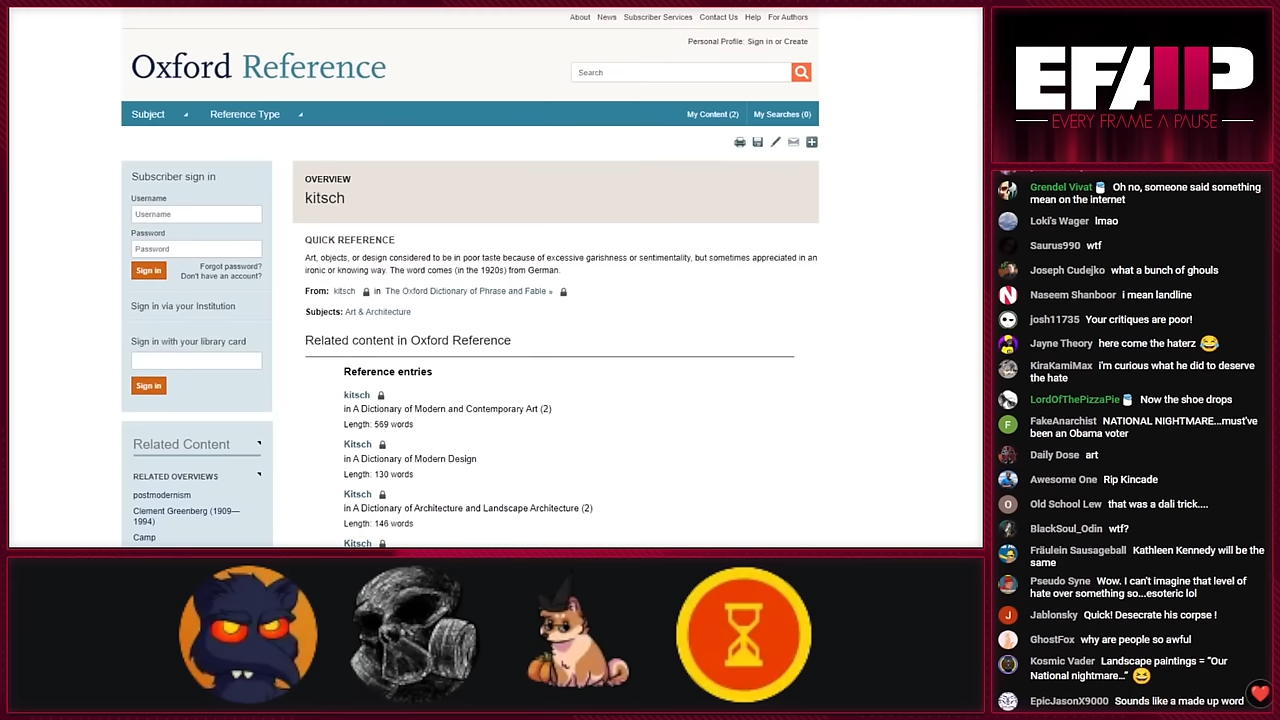 About News Subscriber Services Contact Us Help For Authors
Personal Profile: Sign in or Create
Oxford Reference
Search
Subject Reference Type My Content (2) My Searches (0)
Subscriber sign in
Username
Username
Password
Password
Sign in
Forgot password?
Don't have an account?
Sign in via your Institution
Sign in with your library card
Sign in
Related Content
RELATED OVERVIEWS
postmodernism
Clement Greenberg (1909—
1994)
Camp
OVERVIEW
kitsch
QUICK REFERENCE
Art, objects, or design considered to be in poor taste because of excessive garishness or sentimentality, but sometimes appreciated in an
ironic or knowing way. The word comes (in the 1920s) from German.
From: kitsch in The Oxford Dictionary of Phrase and Fable »
Subjects: Art & Architecture
Related content in Oxford Reference
Reference entries
kitsch
in A Dictionary of Modern and Contemporary Art (2)
Length: 569 words
Kitsch
in A Dictionary of Modern Design
Length: 130 words
Kitsch
in A Dictionary of Architecture and Landscape Architecture (2)
Length: 146 words
Kitsch
EFAP
EVERY FRAME A PAUSE
Grendel Vivat Oh no, someone said something
mean on the internet
Loki's Wager lmao
Saurus990 wtf
Joseph Cudejko what a bunch of ghouls
Naseem Shanboor i mean landline
josh11735 Your critiques are poor!
Jayne Theory here come the haterz 😂
KiraKamiMax i'm curious what he did to deserve
the hate
LordOfThePizzaPie Now the shoe drops
FakeAnarchist NATIONAL NIGHTMARE...must've
been an Obama voter
Daily Dose art
Awesome One Rip Kincade
Old School Lew that was a dali trick....
BlackSoul_Odin wtf?
Fräulein Sausageball Kathleen Kennedy will be the
same
Pseudo Syne Wow. I can't imagine that level of
hate over something so...esoteric lol
Jablonsky Quick! Desecrate his corpse !
GhostFox why are people so awful
Kosmic Vader Landscape paintings = "Our
National nightmare..." 😆
EpicJasonX9000 Sounds like a made up word
N
F
O
J